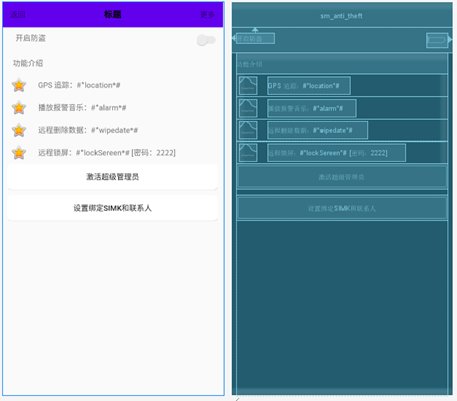 返回 标题 更多
开启防盗
功能介绍
GPS 追踪：#*location*#
播放报警音乐：#*alarm*#
远程删除数据：#*wipedate*#
远程锁屏：#*lockSereen*# [密码：2222]
激活超级管理员
设置绑定SIMK和联系人
sm_anti_theft
开启防盗
功能介绍
GPS 追踪：#*location*#
播放报警音乐：#*alarm*#
远程删除数据：#*wipedate*#
远程锁屏：#*lockSereen*# [密码：2222]
激活超级管理员
设置绑定SIMK和联系人